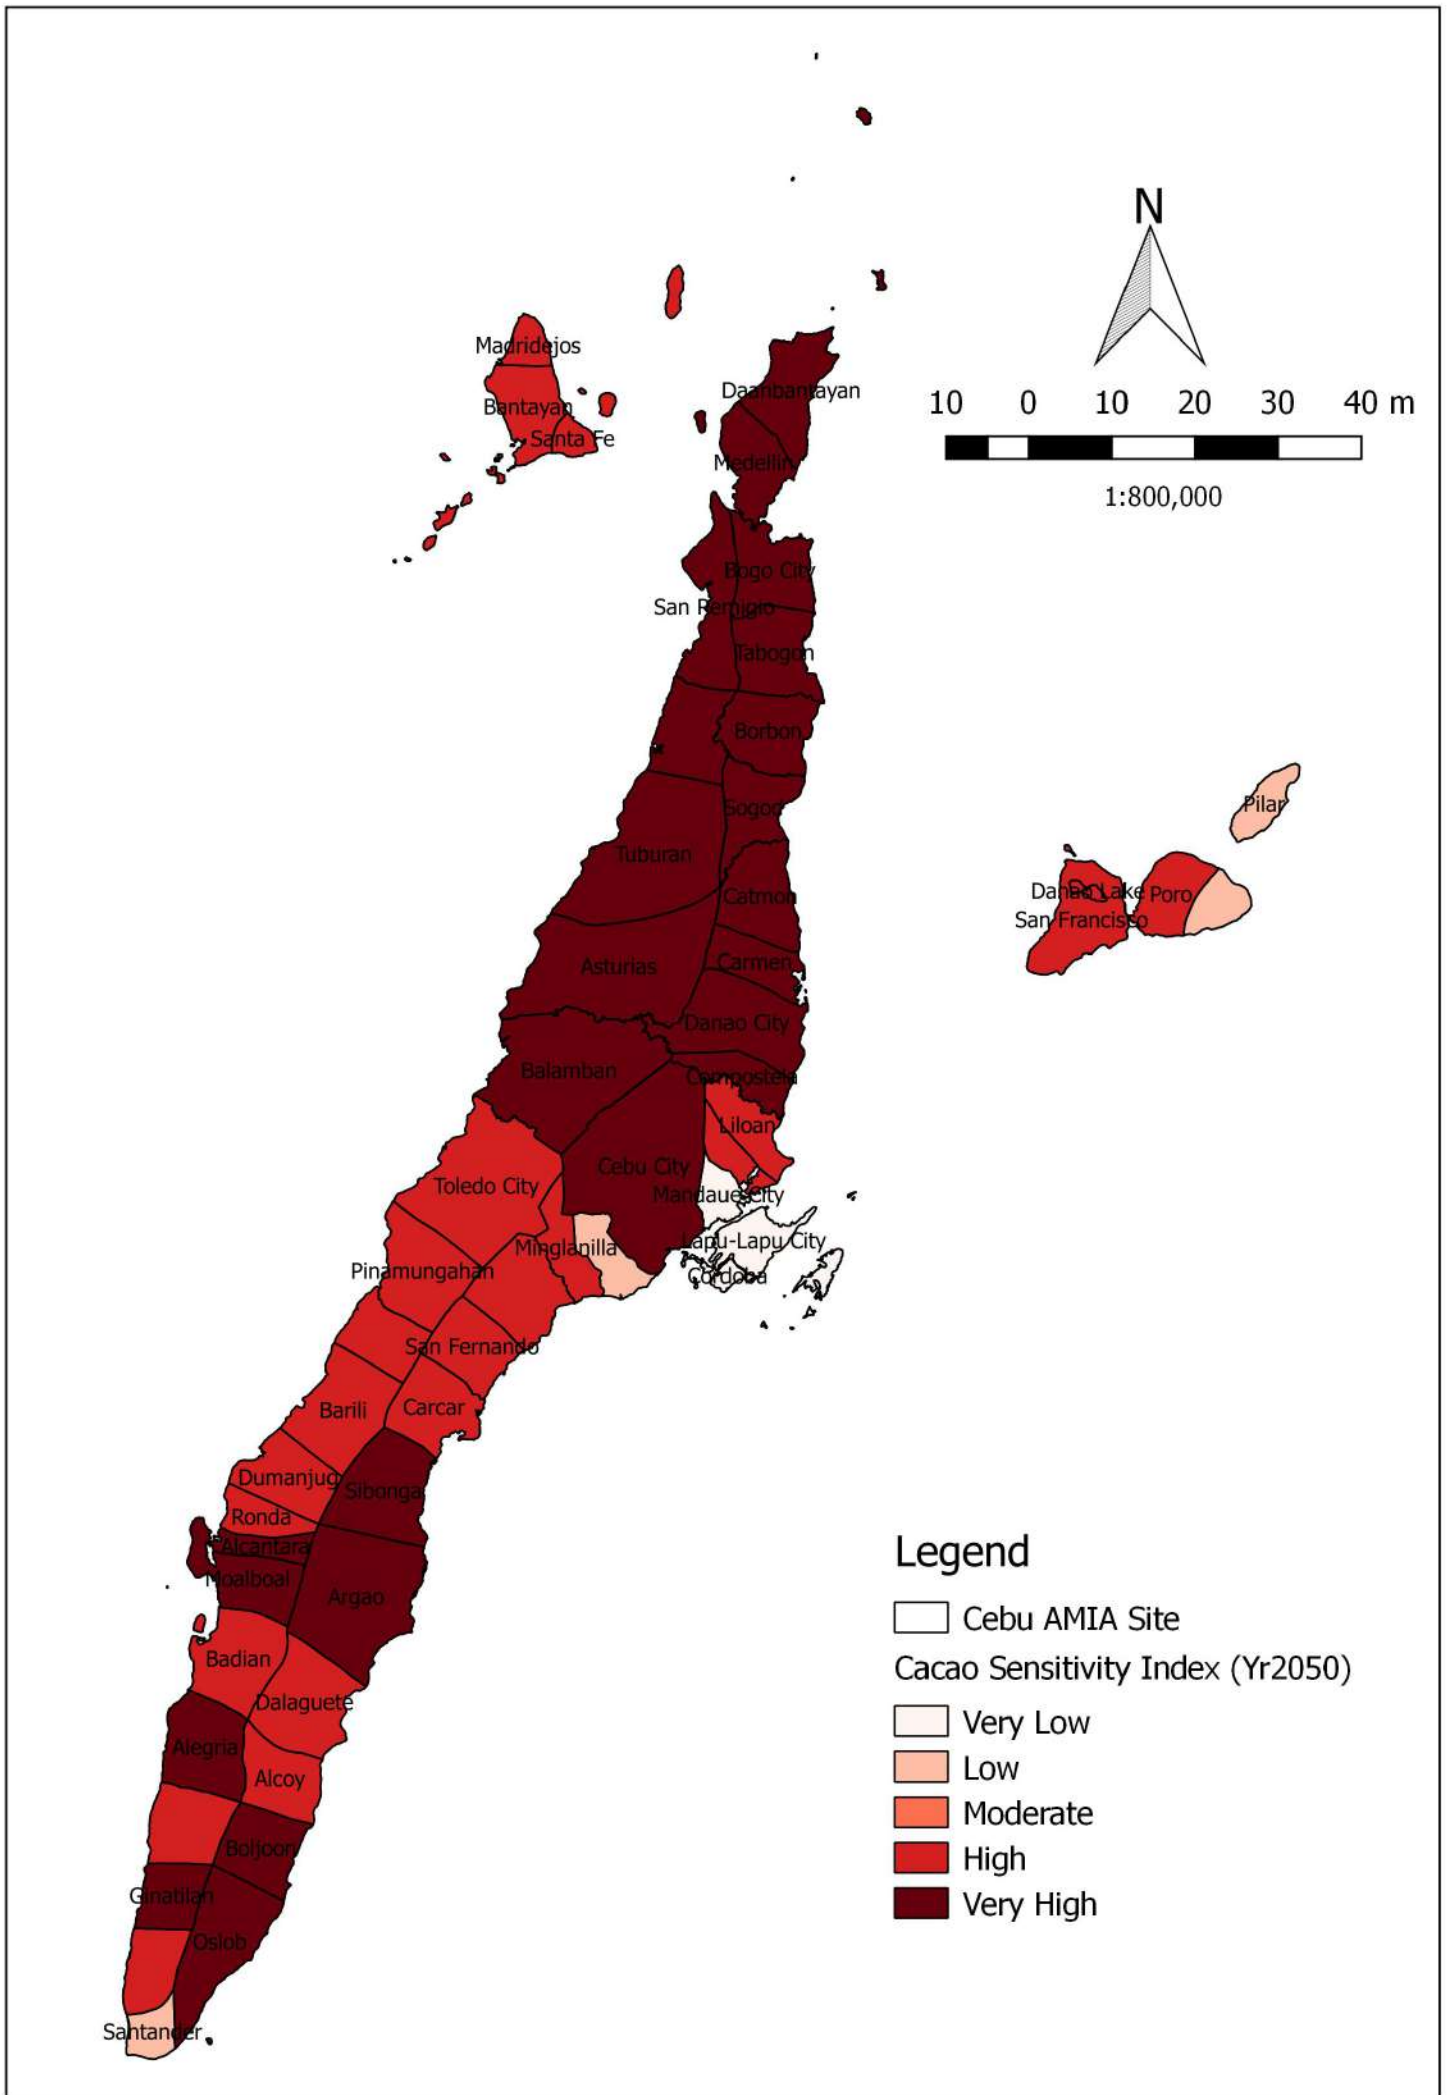 N
Madridejos
Bantayan
Santa Fe
Daanbantayan
Medellin
10 0 10 20 30 40 m
1:800,000
Bogo City
San Remigio
Tabogon
Borbon
Sogod
Pilar
Tuburan
Catmon
Danao Lake
Poro
San Francisco
Asturias
Carmen
Danao City
Balamban
Compostela
Liloan
Cebu City
Toledo City
Mandaue City
Minglanilla
Lapu-Lapu City
Pinamungahan
Cordoba
San Fernando
Barili
Carcar
Dumanjug
Sibonga
Ronda
Alcantara
Moalboal
Argao
Badian
Dalaguete
Alegria
Alcoy
Boljoon
Ginatilan
Oslob
Santander
Legend
Cebu AMIA Site
Cacao Sensitivity Index (Yr2050)
Very Low
Low
Moderate
High
Very High